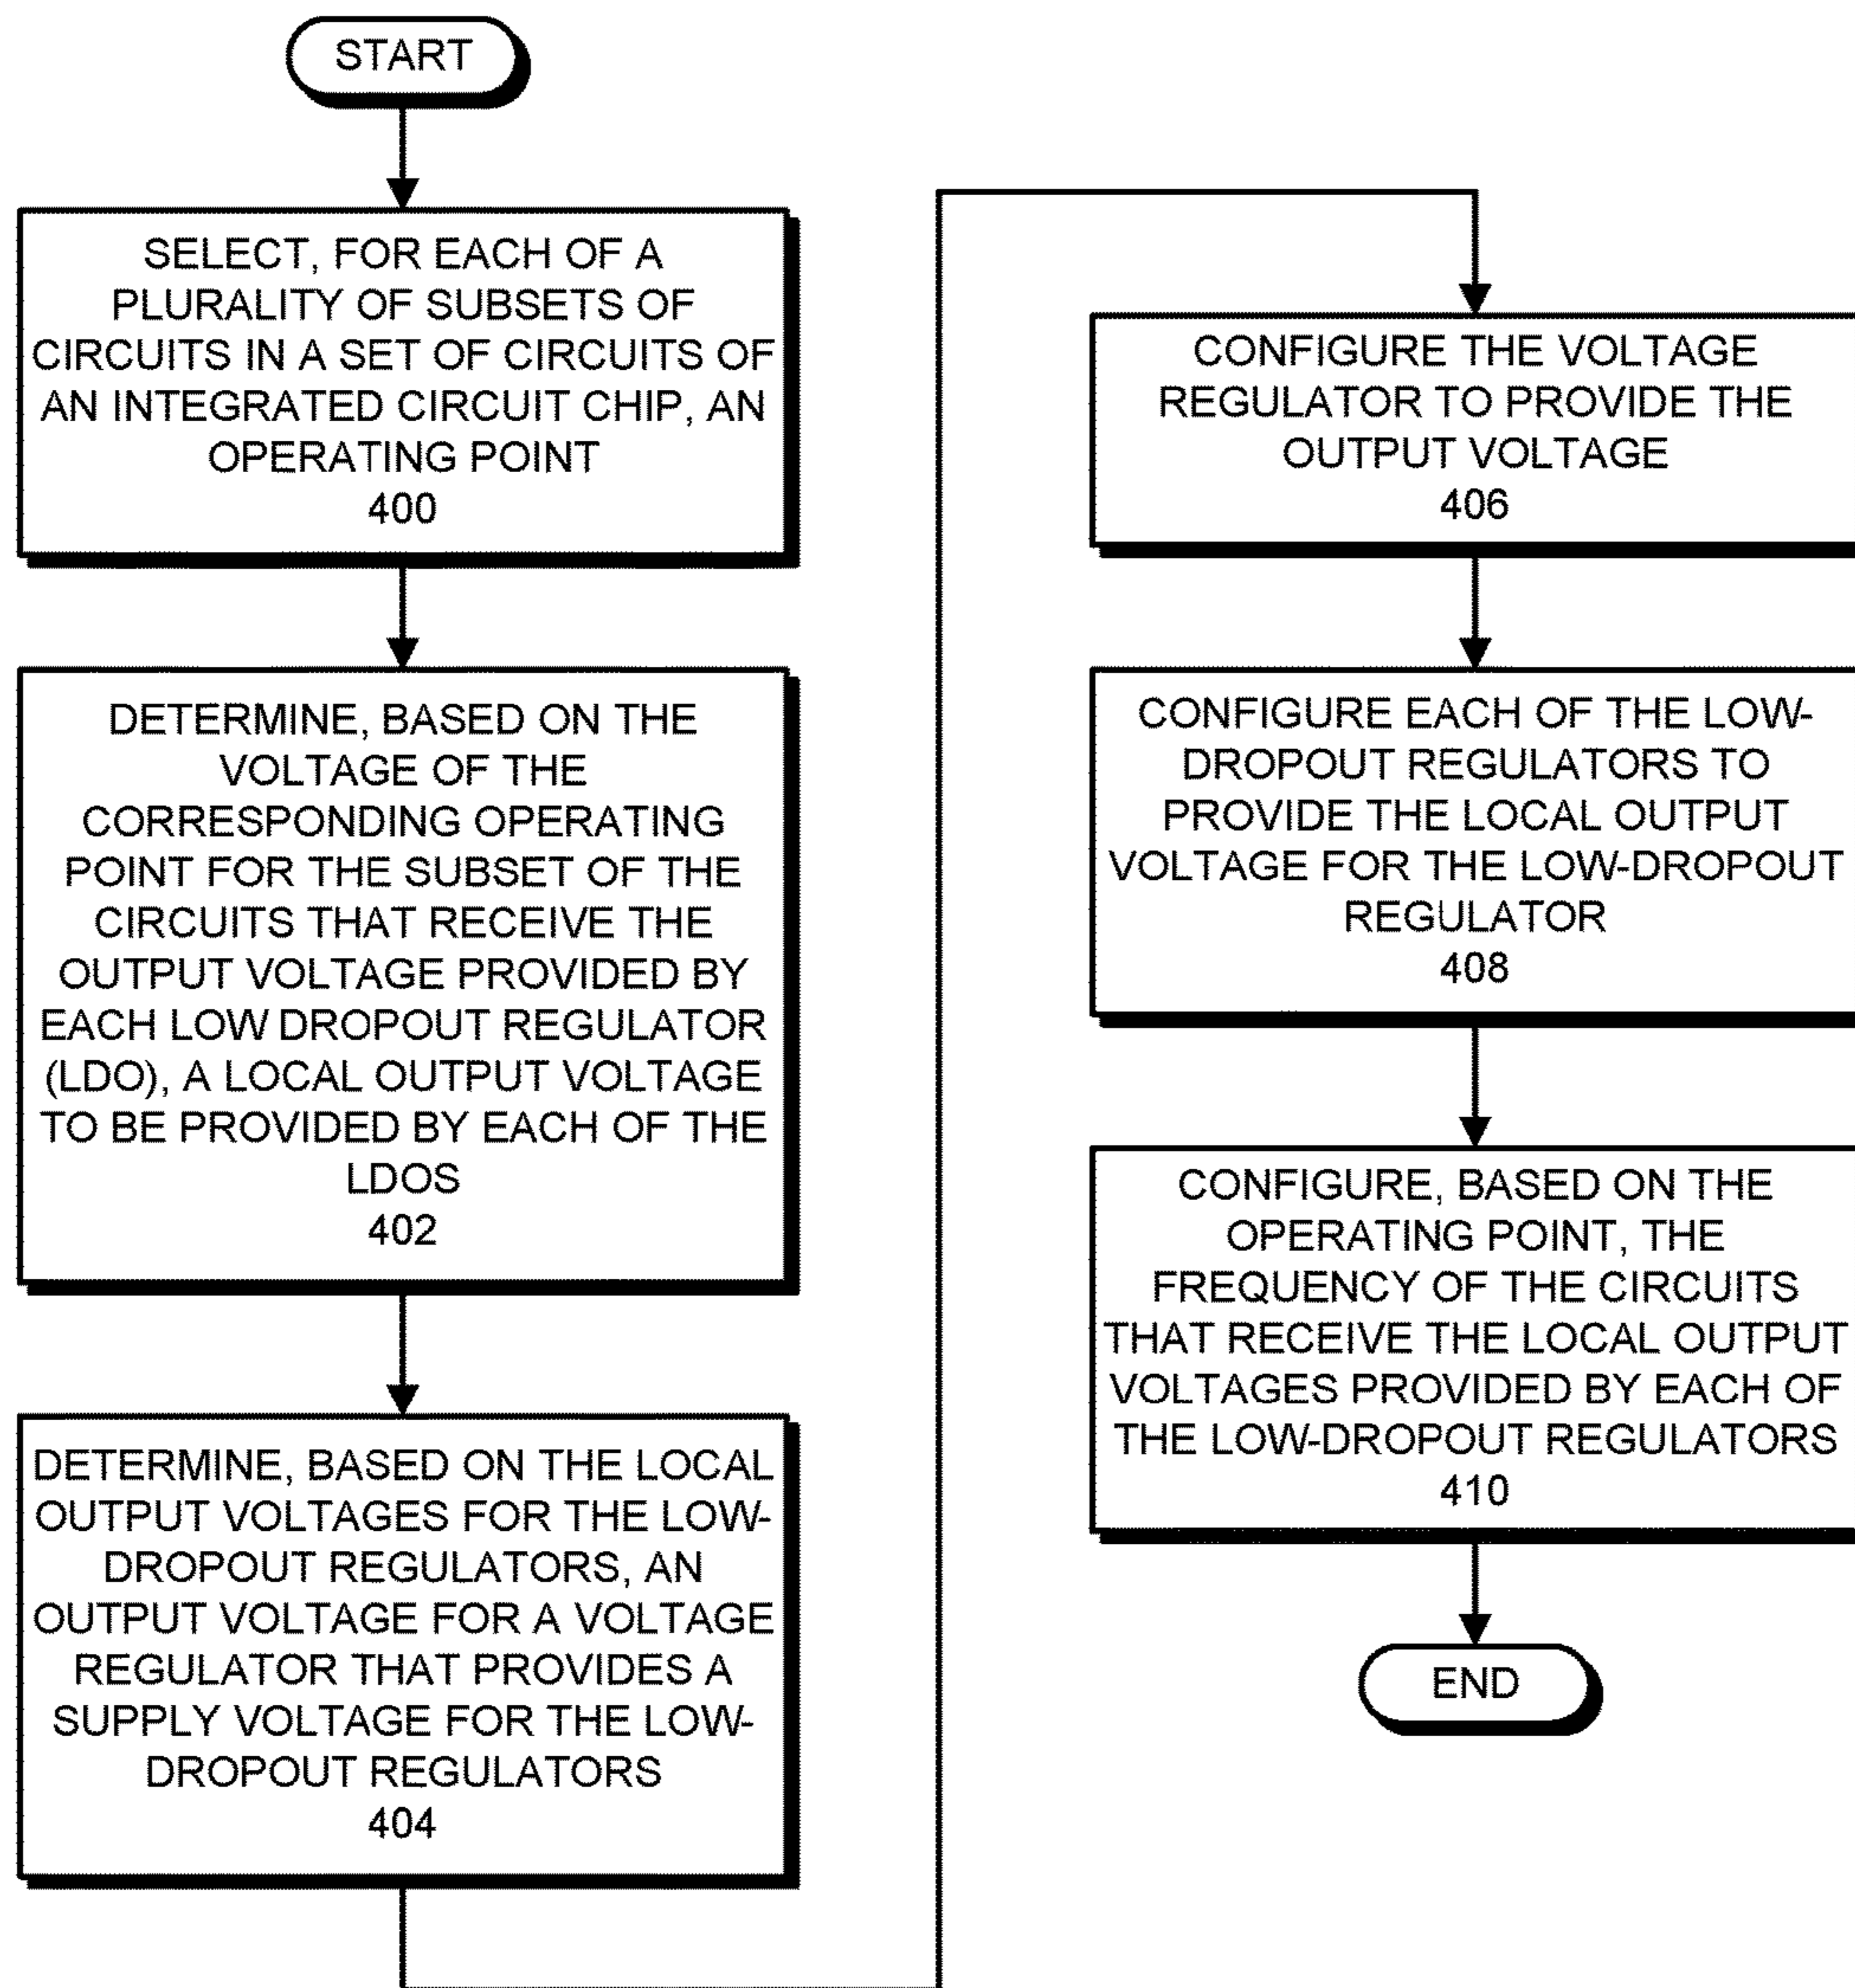 START
SELECT, FOR EACH OF A
PLURALITY OF SUBSETS OF
CIRCUITS IN A SET OF CIRCUITS OF
AN INTEGRATED CIRCUIT CHIP, AN
OPERATING POINT
400
DETERMINE, BASED ON THE
VOLTAGE OF THE
CORRESPONDING OPERATING
POINT FOR THE SUBSET OF THE
CIRCUITS THAT RECEIVE THE
OUTPUT VOLTAGE PROVIDED BY
EACH LOW DROPOUT REGULATOR
(LDO), A LOCAL OUTPUT VOLTAGE
TO BE PROVIDED BY EACH OF THE
LDOS
402
DETERMINE, BASED ON THE LOCAL
OUTPUT VOLTAGES FOR THE LOW-
DROPOUT REGULATORS, AN
OUTPUT VOLTAGE FOR A VOLTAGE
REGULATOR THAT PROVIDES A
SUPPLY VOLTAGE FOR THE LOW-
DROPOUT REGULATORS
404
CONFIGURE THE VOLTAGE
REGULATOR TO PROVIDE THE
OUTPUT VOLTAGE
406
CONFIGURE EACH OF THE LOW-
DROPOUT REGULATORS TO
PROVIDE THE LOCAL OUTPUT
VOLTAGE FOR THE LOW-DROPOUT
REGULATOR
408
CONFIGURE, BASED ON THE
OPERATING POINT, THE
FREQUENCY OF THE CIRCUITS
THAT RECEIVE THE LOCAL OUTPUT
VOLTAGES PROVIDED BY EACH OF
THE LOW-DROPOUT REGULATORS
410
END